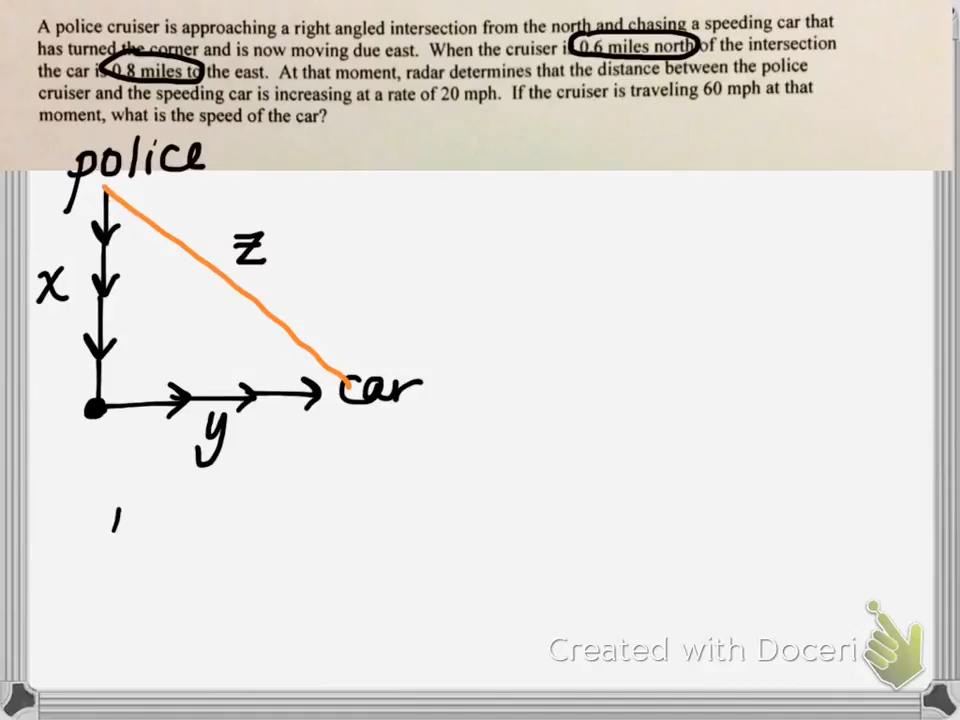 A police cruiser is approaching a right angled intersection from the north and chasing a speeding car that
has turned the corner and is now moving due east. When the cruiser is 0.6 miles north of the intersection
the car is 0.8 miles to the east. At that moment, radar determines that the distance between the police
cruiser and the speeding car is increasing at a rate of 20 mph. If the cruiser is traveling 60 mph at that
moment, what is the speed of the car?
police
z
x
car
y
Created with Doceri